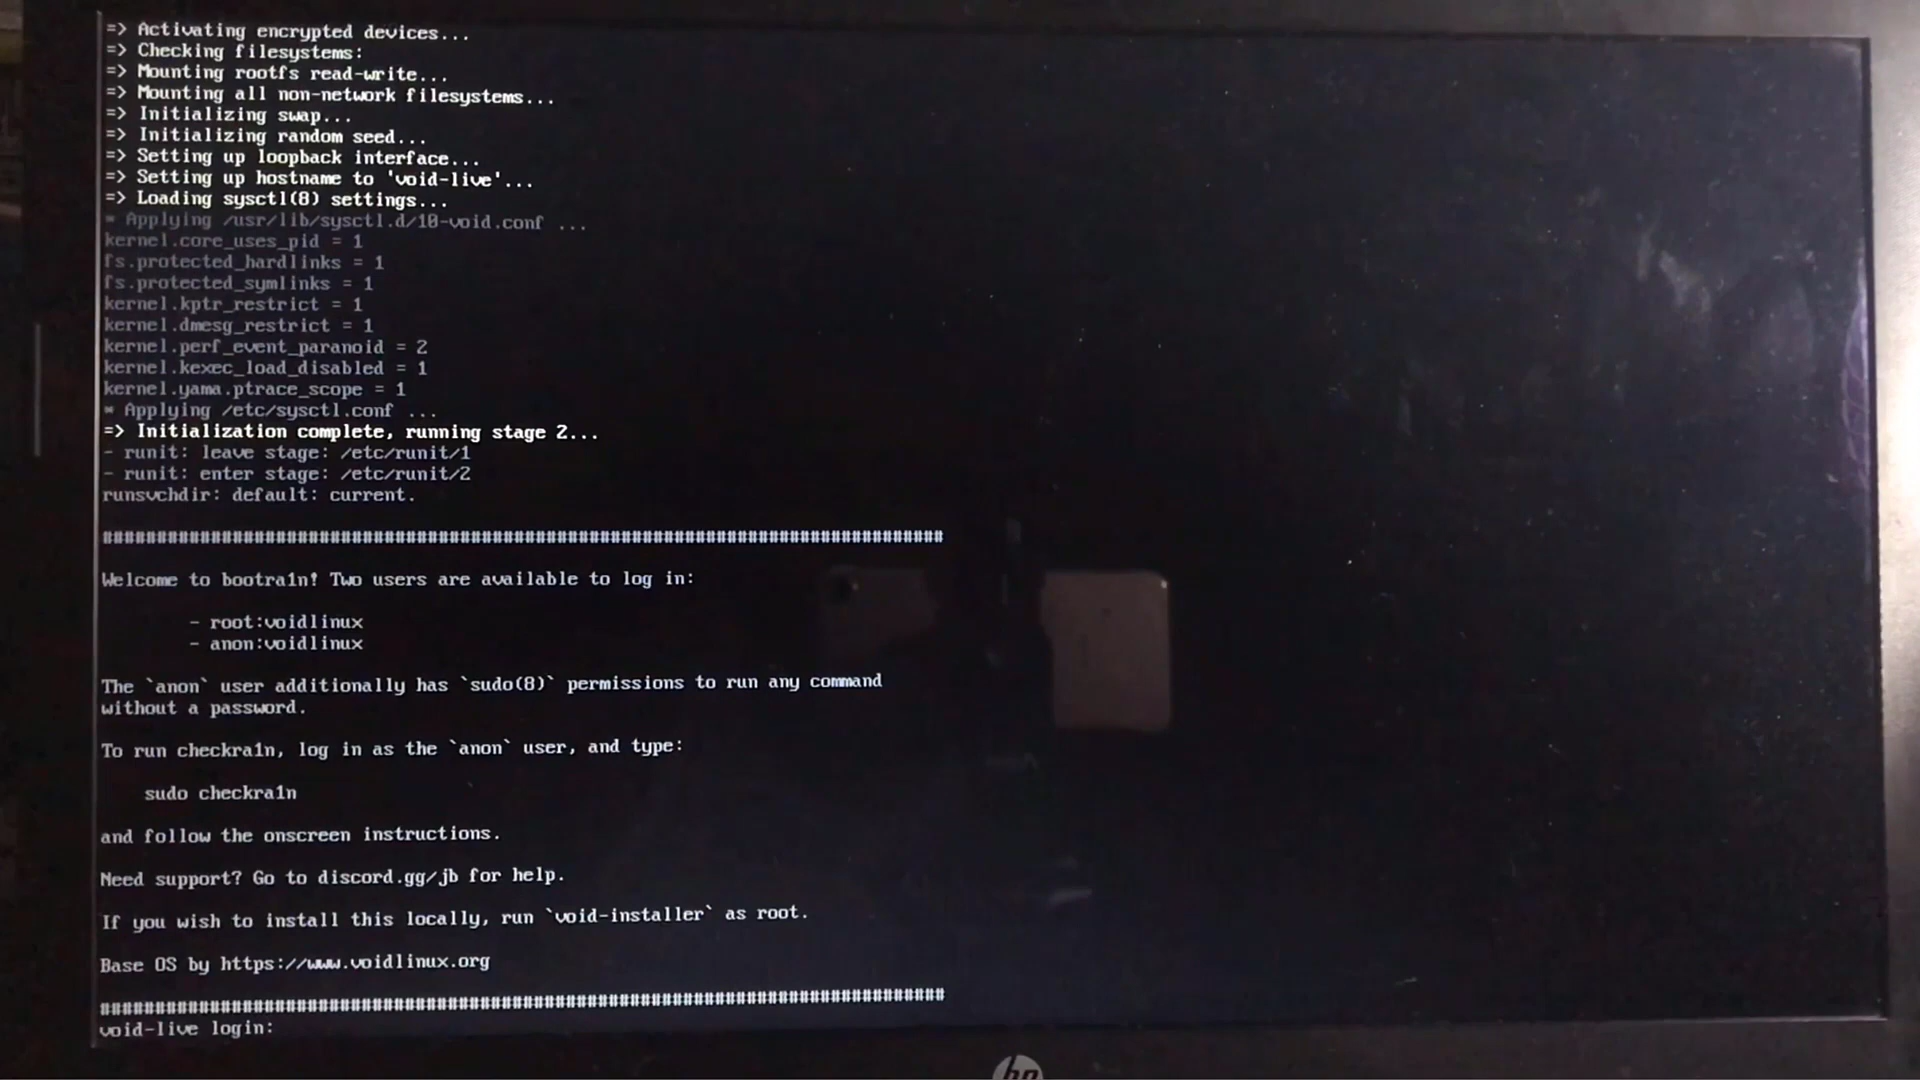 => Activating encrypted devices...
=> Checking filesystems:
=> Mounting rootfs read-write...
=> Mounting all non-network filesystems...
=> Initializing swap...
=> Initializing random seed...
=> Setting up loopback interface...
=> Setting up hostname to 'void-live'...
=> Loading sysctl(8) settings...
* Applying /usr/lib/sysctl.d/10-void.conf ...
kernel.core_uses_pid = 1
fs.protected_hardlinks = 1
fs.protected_symlinks = 1
kernel.kptr_restrict = 1
kernel.dmesg_restrict = 1
kernel.perf_event_paranoid = 2
kernel.kexec_load_disabled = 1
kernel.yama.ptrace_scope = 1
* Applying /etc/sysctl.conf ...
=> Initialization complete, running stage 2...
- runit: leave stage: /etc/runit/1
- runit: enter stage: /etc/runit/2
runsvchdir: default: current.
##############################################################################
Welcome to bootra1n! Two users are available to log in:
- root:voidlinux
- anon:voidlinux
The `anon` user additionally has `sudo(8)` permissions to run any command
without a password.
To run checkra1n, log in as the `anon` user, and type:
sudo checkra1n
and follow the onscreen instructions.
Need support? Go to discord.gg/jb for help.
If you wish to install this locally, run `void-installer` as root.
Base OS by https://www.voidlinux.org
##############################################################################
void-live login:
hp